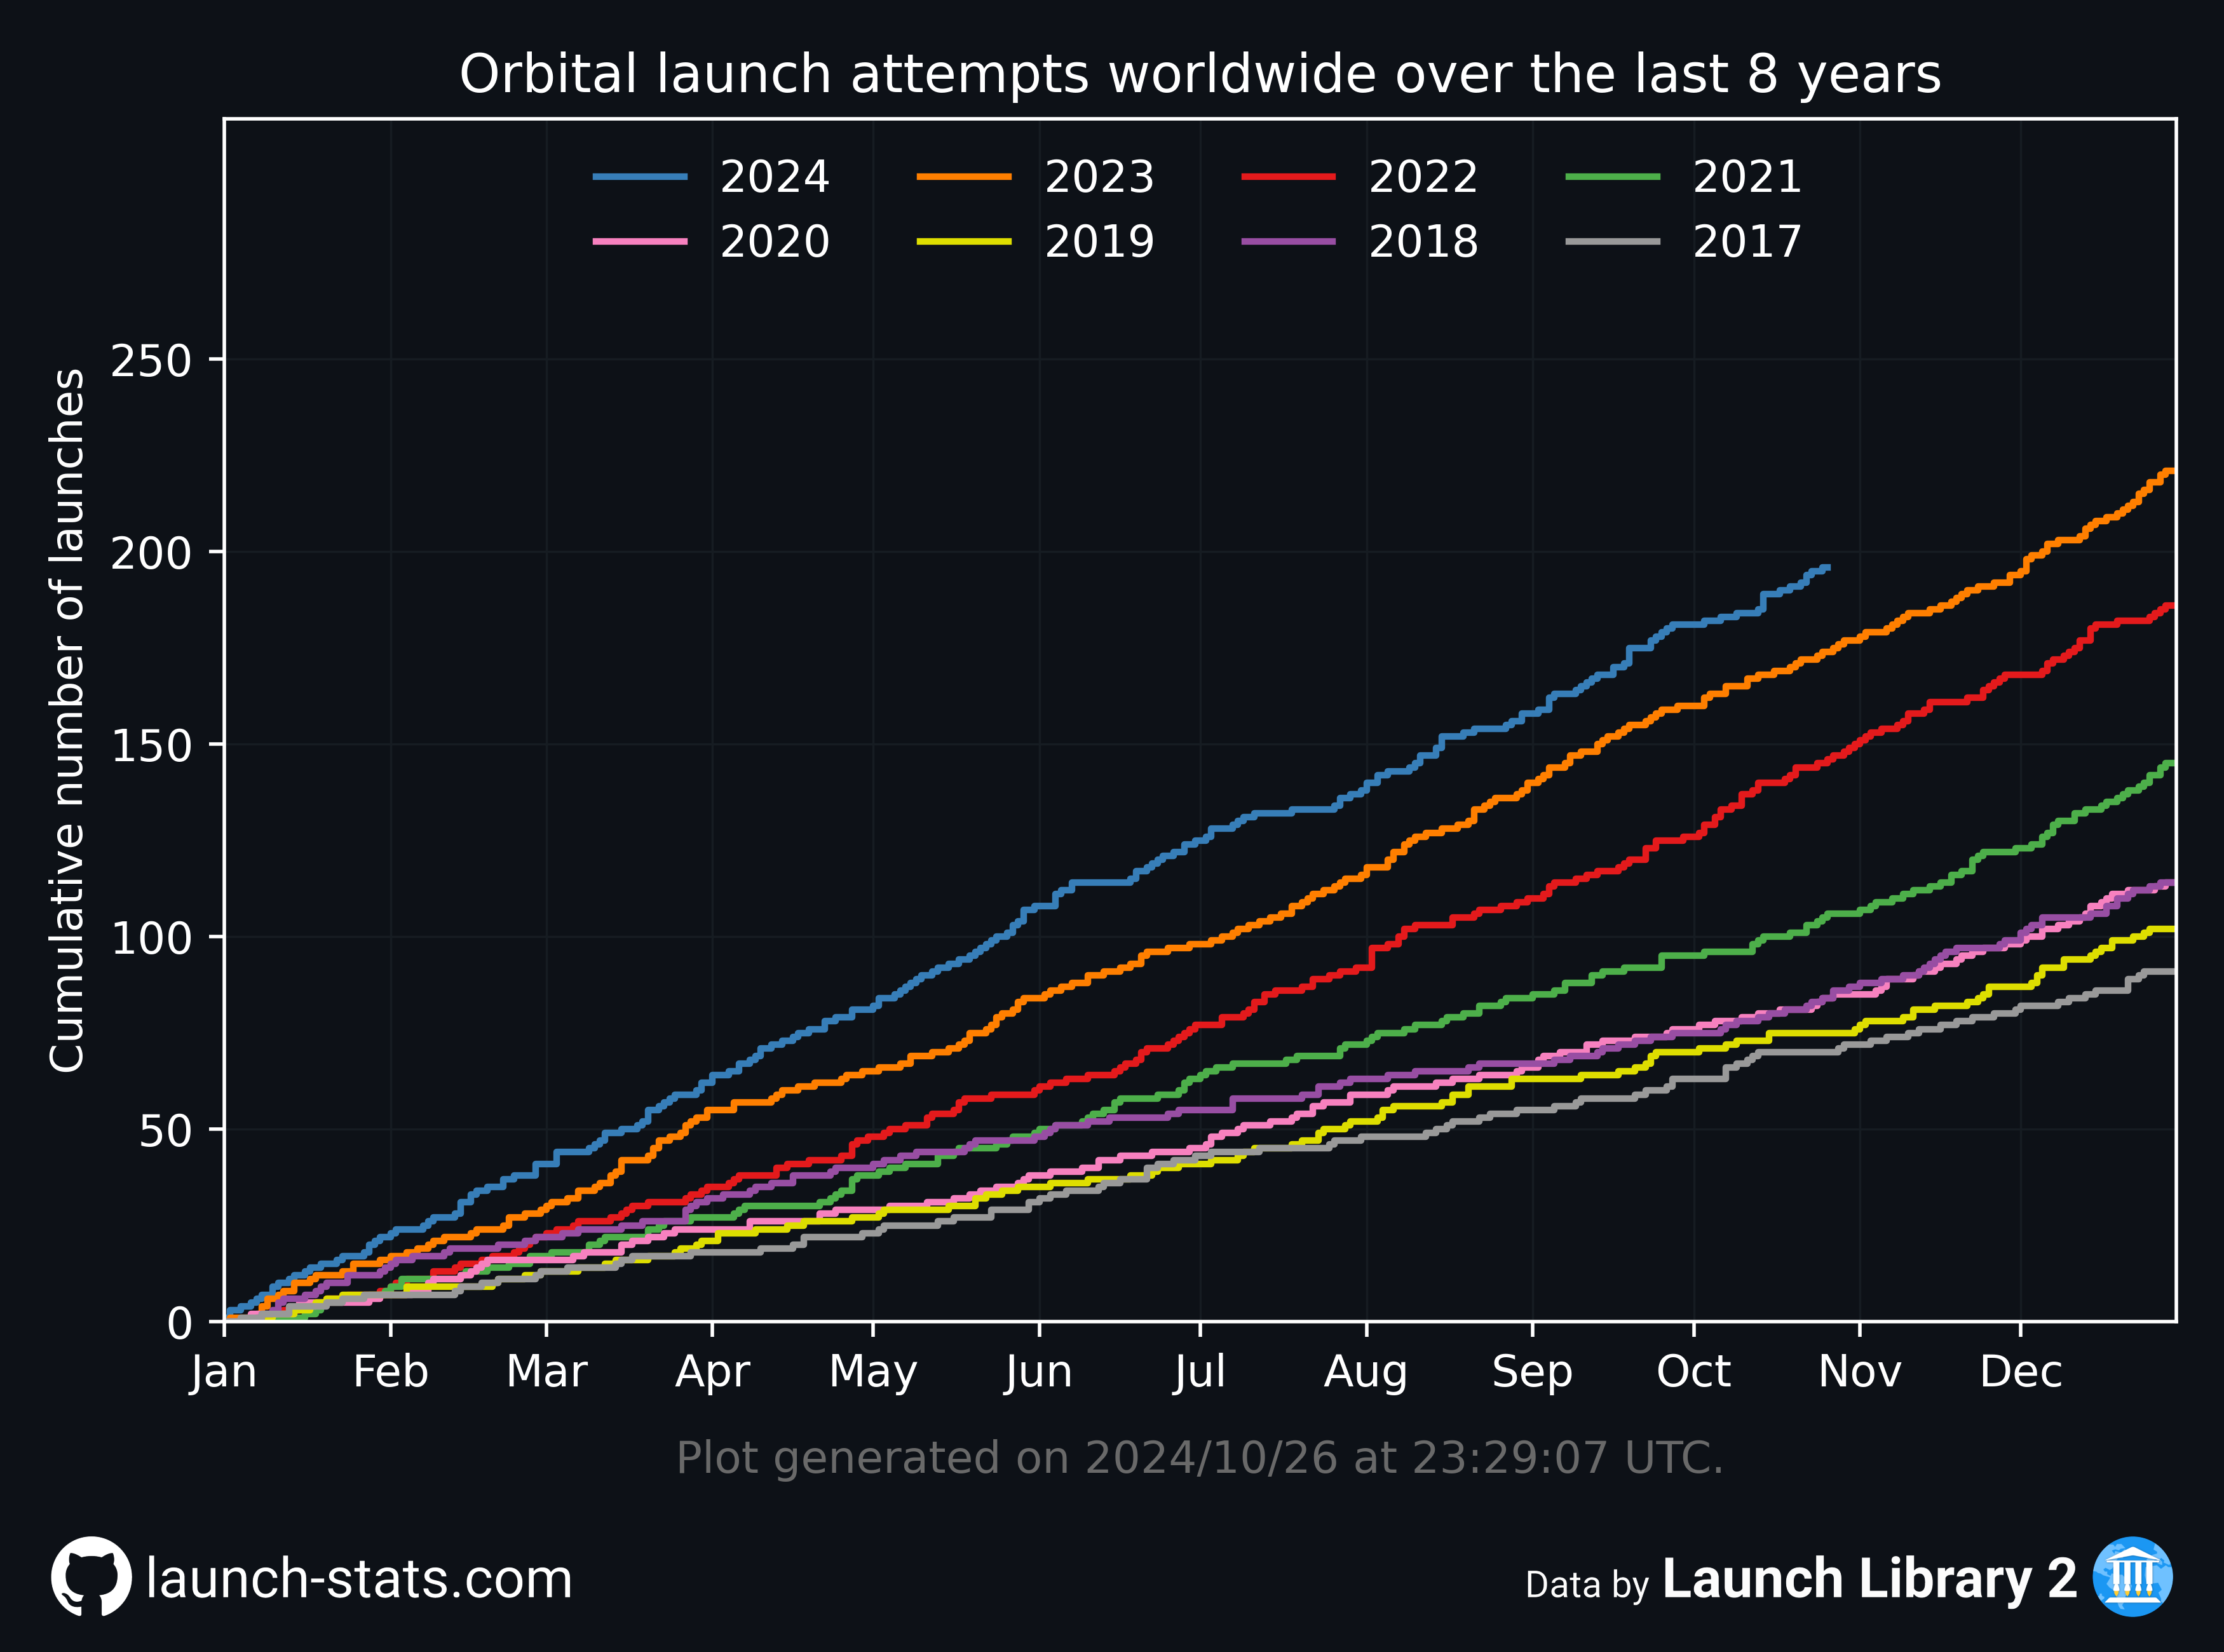 Orbital launch attempts worldwide over the last 8 years
2024 2023 2022 2021
2020 2019 2018 2017
Cumulative number of launches
250
200
150
100
50
0
Jan Feb Mar Apr May Jun Jul Aug Sep Oct Nov Dec
Plot generated on 2024/10/26 at 23:29:07 UTC.
launch-stats.com
Data by Launch Library 2